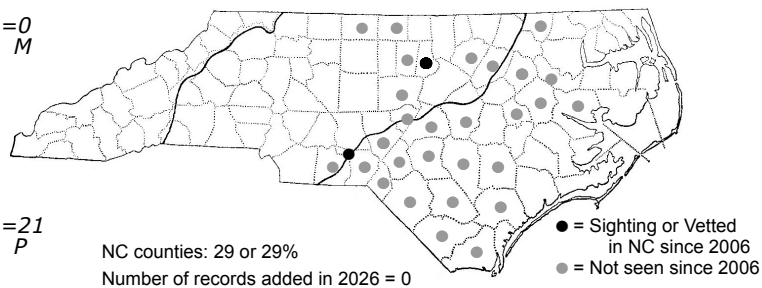 =0
M
=21
P
NC counties: 29 or 29%
Number of records added in 2026 = 0
● = Sighting or Vetted
in NC since 2006
● = Not seen since 2006